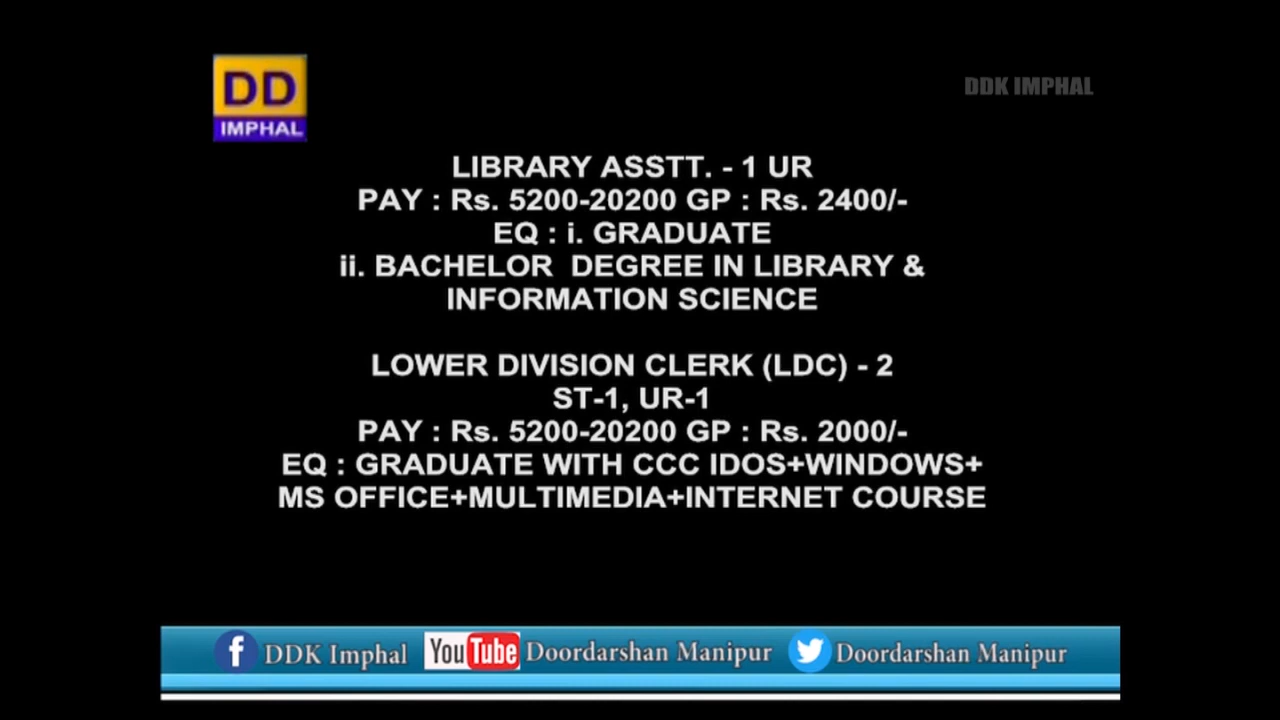 DD
IMPHAL
DDK IMPHAL
LIBRARY ASSTT. - 1 UR
PAY : Rs. 5200-20200 GP : Rs. 2400/-
EQ : i. GRADUATE
ii. BACHELOR DEGREE IN LIBRARY &
INFORMATION SCIENCE
LOWER DIVISION CLERK (LDC) - 2
ST-1, UR-1
PAY : Rs. 5200-20200 GP : Rs. 2000/-
EQ : GRADUATE WITH CCC IDOS+WINDOWS+
MS OFFICE+MULTIMEDIA+INTERNET COURSE
f DDK Imphal YouTube Doordarshan Manipur Doordarshan Manipur